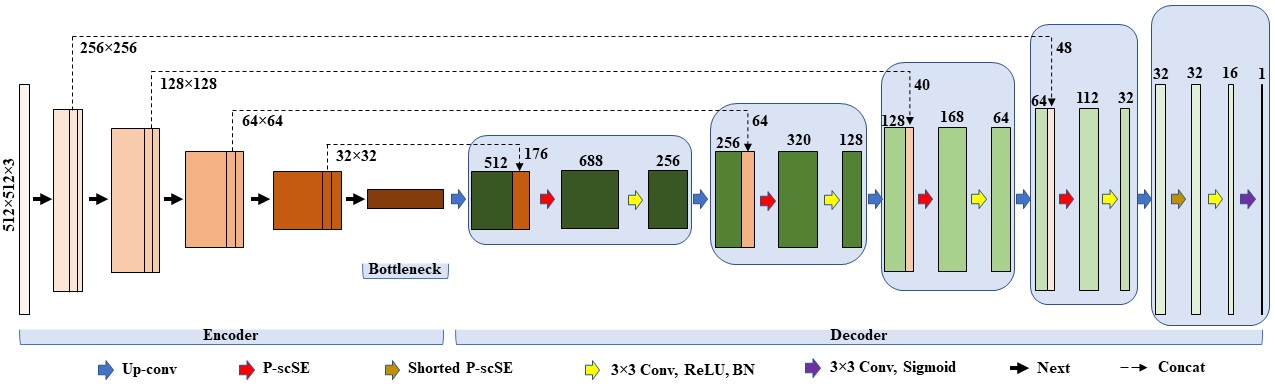 512×512×3
256×256
128×128
64×64
32×32
Bottleneck
512
176
688
256
256
64
320
128
128
40
168
64
64
48
112
32
32
32
16
1
Encoder
Decoder
Up-conv
P-scSE
Shorted P-scSE
3×3 Conv, ReLU, BN
3×3 Conv, Sigmoid
Next
Concat